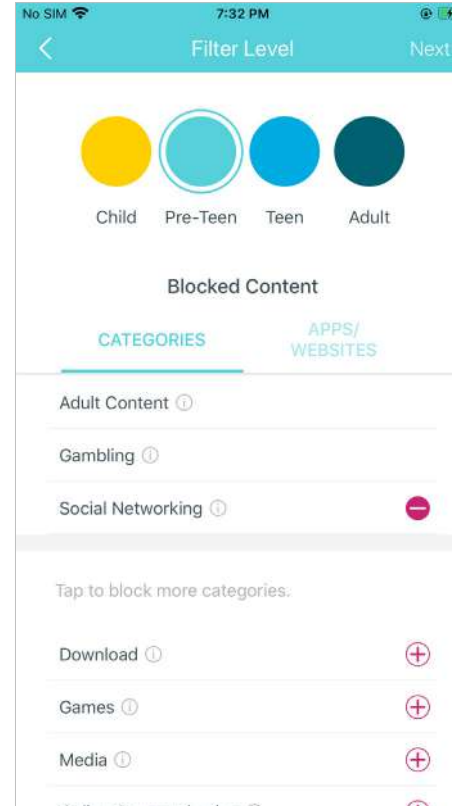 No SIM 7:32 PM
Filter Level Next
Child Pre-Teen Teen Adult
Blocked Content
CATEGORIES
APPS/
WEBSITES
Adult Content
Gambling
Social Networking
Tap to block more categories.
Download
Games
Media